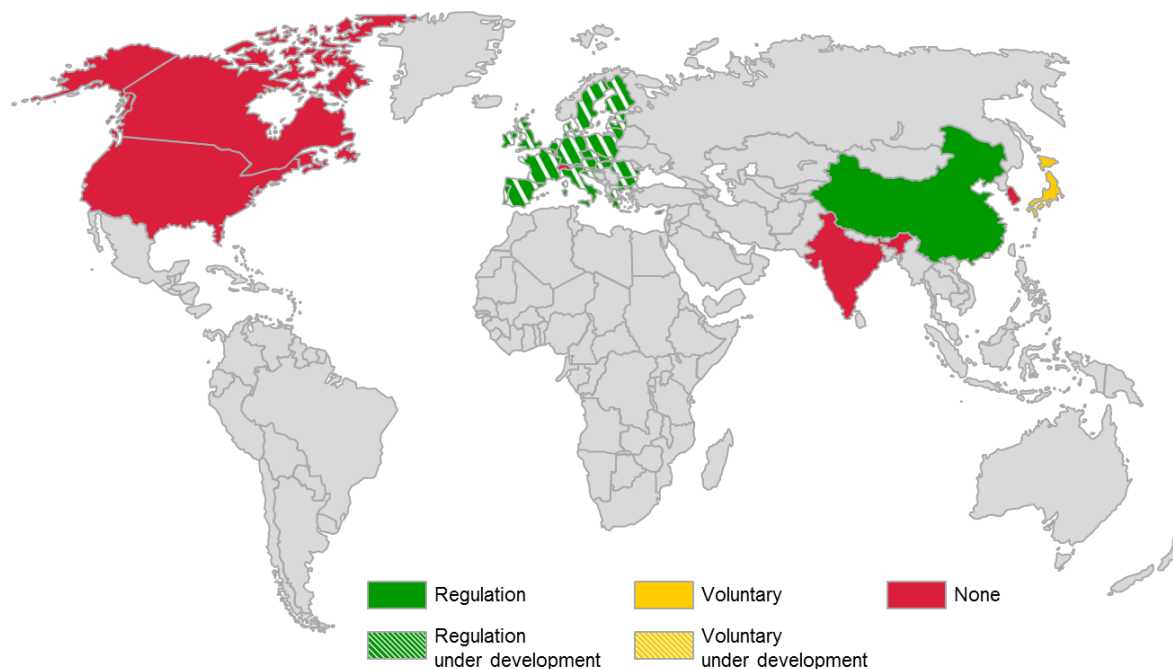 Regulation
Voluntary
None
Regulation
under development
Voluntary
under development